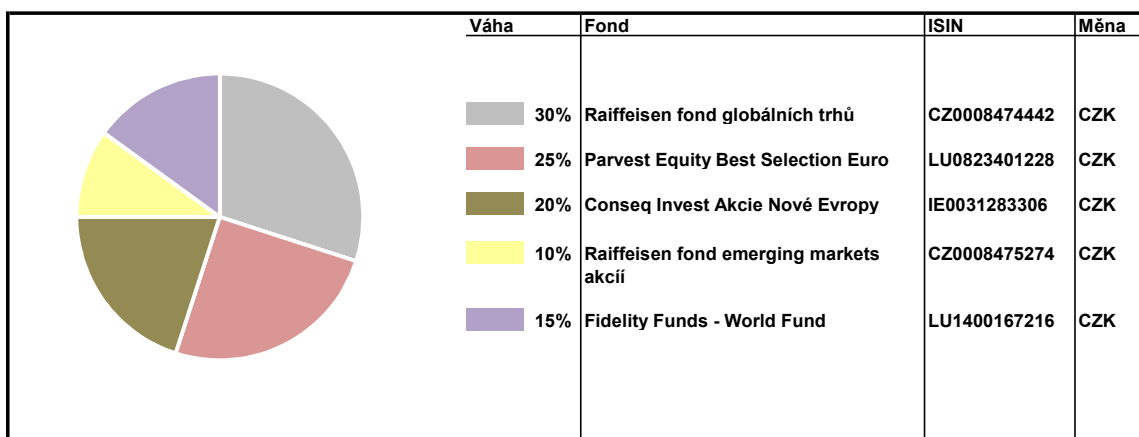 Váha Fond ISIN Měna
30% Raiffeisen fond globálních trhů CZ0008474442 CZK
25% Parvest Equity Best Selection Euro LU0823401228 CZK
20% Conseq Invest Akcie Nové Evropy IE0031283306 CZK
10% Raiffeisen fond emerging markets CZ0008475274 CZK
akcíí
15% Fidelity Funds - World Fund LU1400167216 CZK